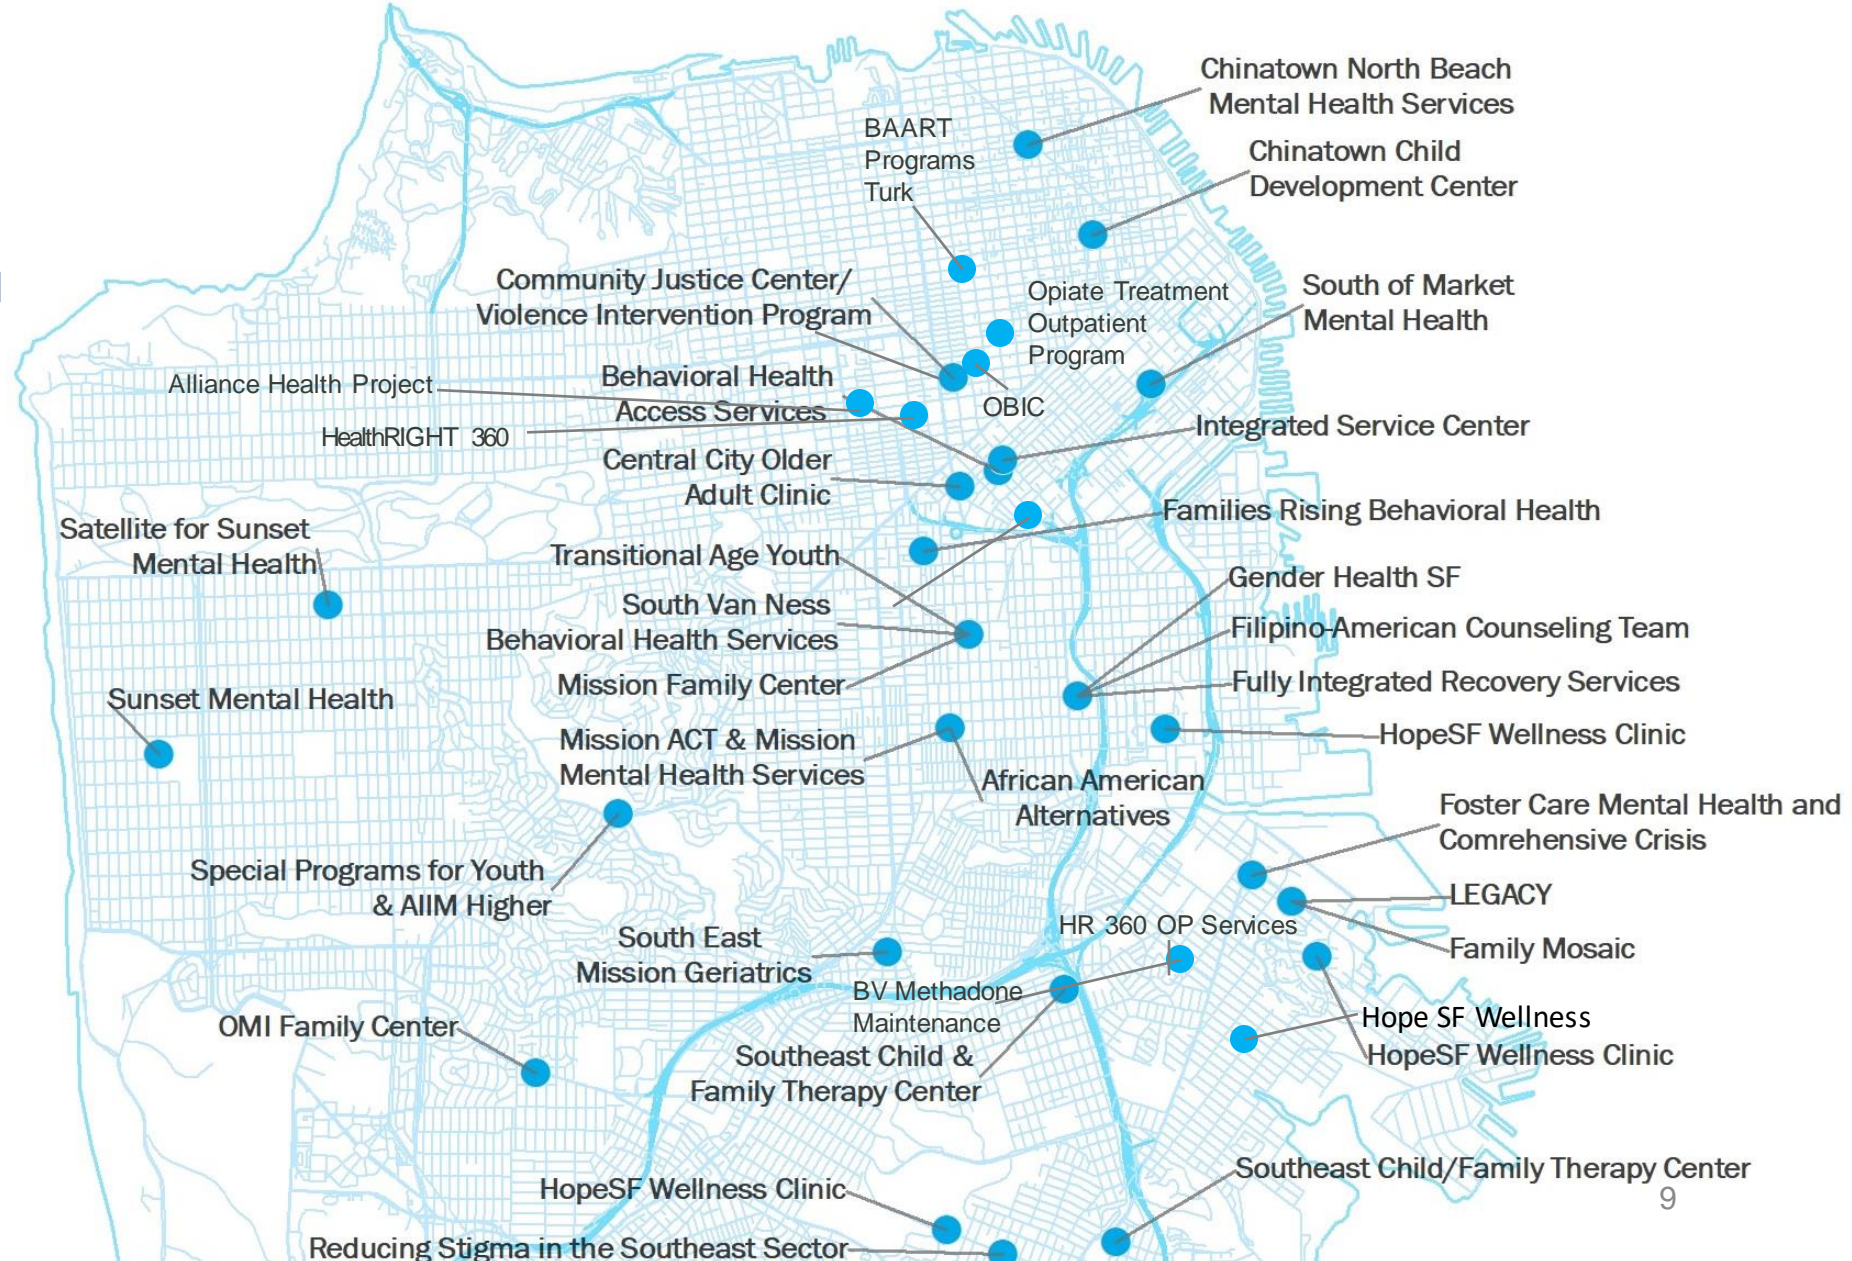 Chinatown North Beach
Mental Health Services
BAART
Programs
Turk
Chinatown Child
Development Center
Community Justice Center/
Violence Intervention Program
Opiate Treatment
Outpatient
Program
South of Market
Mental Health
Alliance Health Project
Behavioral Health
Access Services
OBIC
HealthRIGHT 360
Integrated Service Center
Central City Older
Adult Clinic
Families Rising Behavioral Health
Satellite for Sunset
Mental Health
Transitional Age Youth
Gender Health SF
South Van Ness
Behavioral Health Services
Filipino-American Counseling Team
Mission Family Center
Fully Integrated Recovery Services
Sunset Mental Health
HopeSF Wellness Clinic
Mission ACT & Mission
Mental Health Services
African American
Alternatives
Foster Care Mental Health and
Comrehensive Crisis
Special Programs for Youth
& AIIM Higher
LEGACY
HR 360 OP Services
South East
Mission Geriatrics
Family Mosaic
BV Methadone
Maintenance
OMI Family Center
Hope SF Wellness
HopeSF Wellness Clinic
Southeast Child &
Family Therapy Center
Southeast Child/Family Therapy Center
HopeSF Wellness Clinic
9
Reducing Stigma in the Southeast Sector